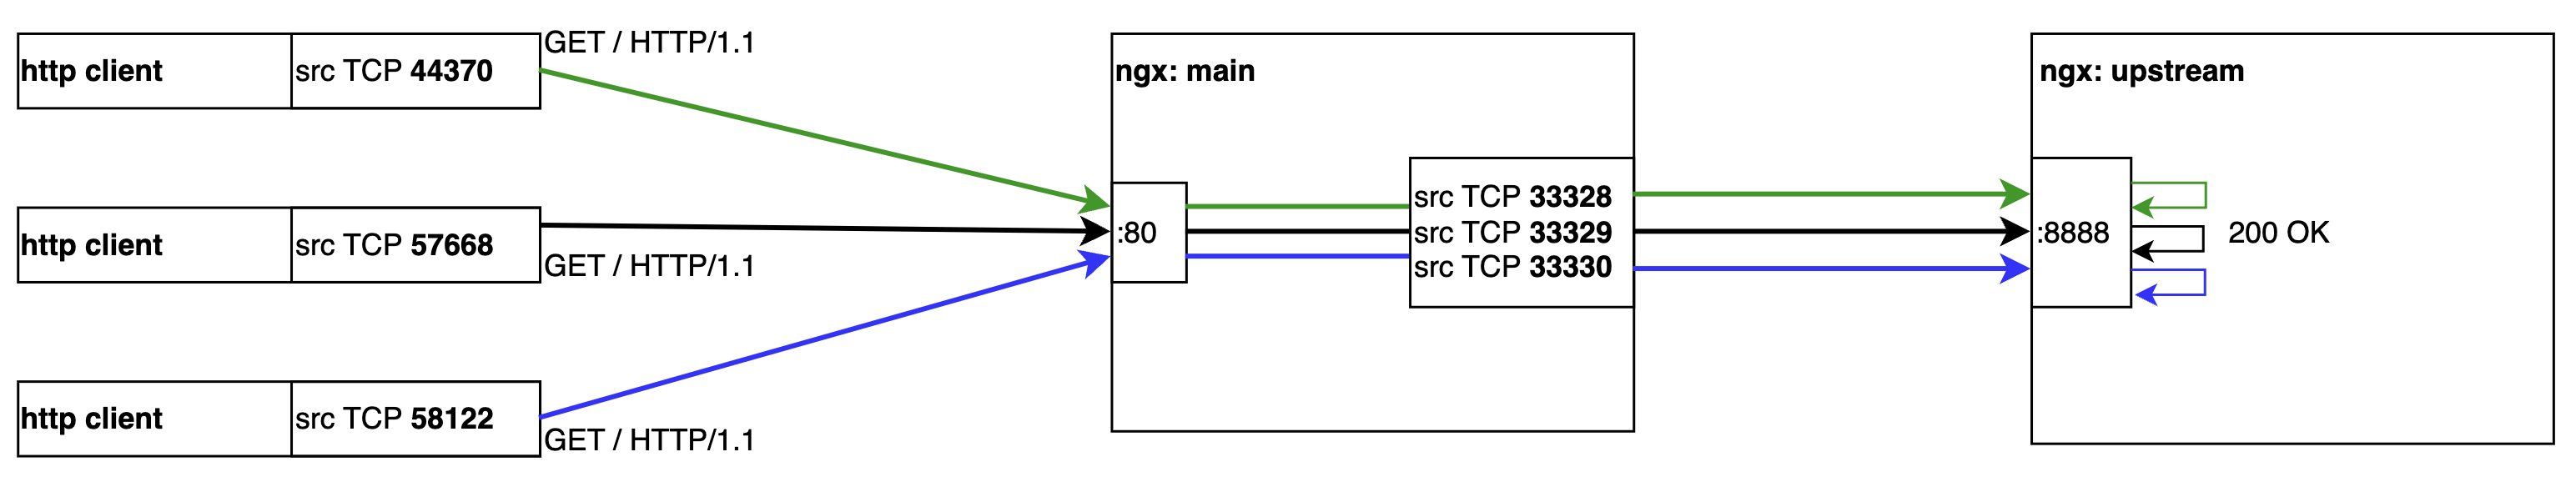 GET / HTTP/1.1
http client src TCP 44370
ngx: main
ngx: upstream
src TCP 33328
http client src TCP 57668
:80
src TCP 33329
:8888
200 OK
GET / HTTP/1.1
src TCP 33330
http client src TCP 58122
GET / HTTP/1.1